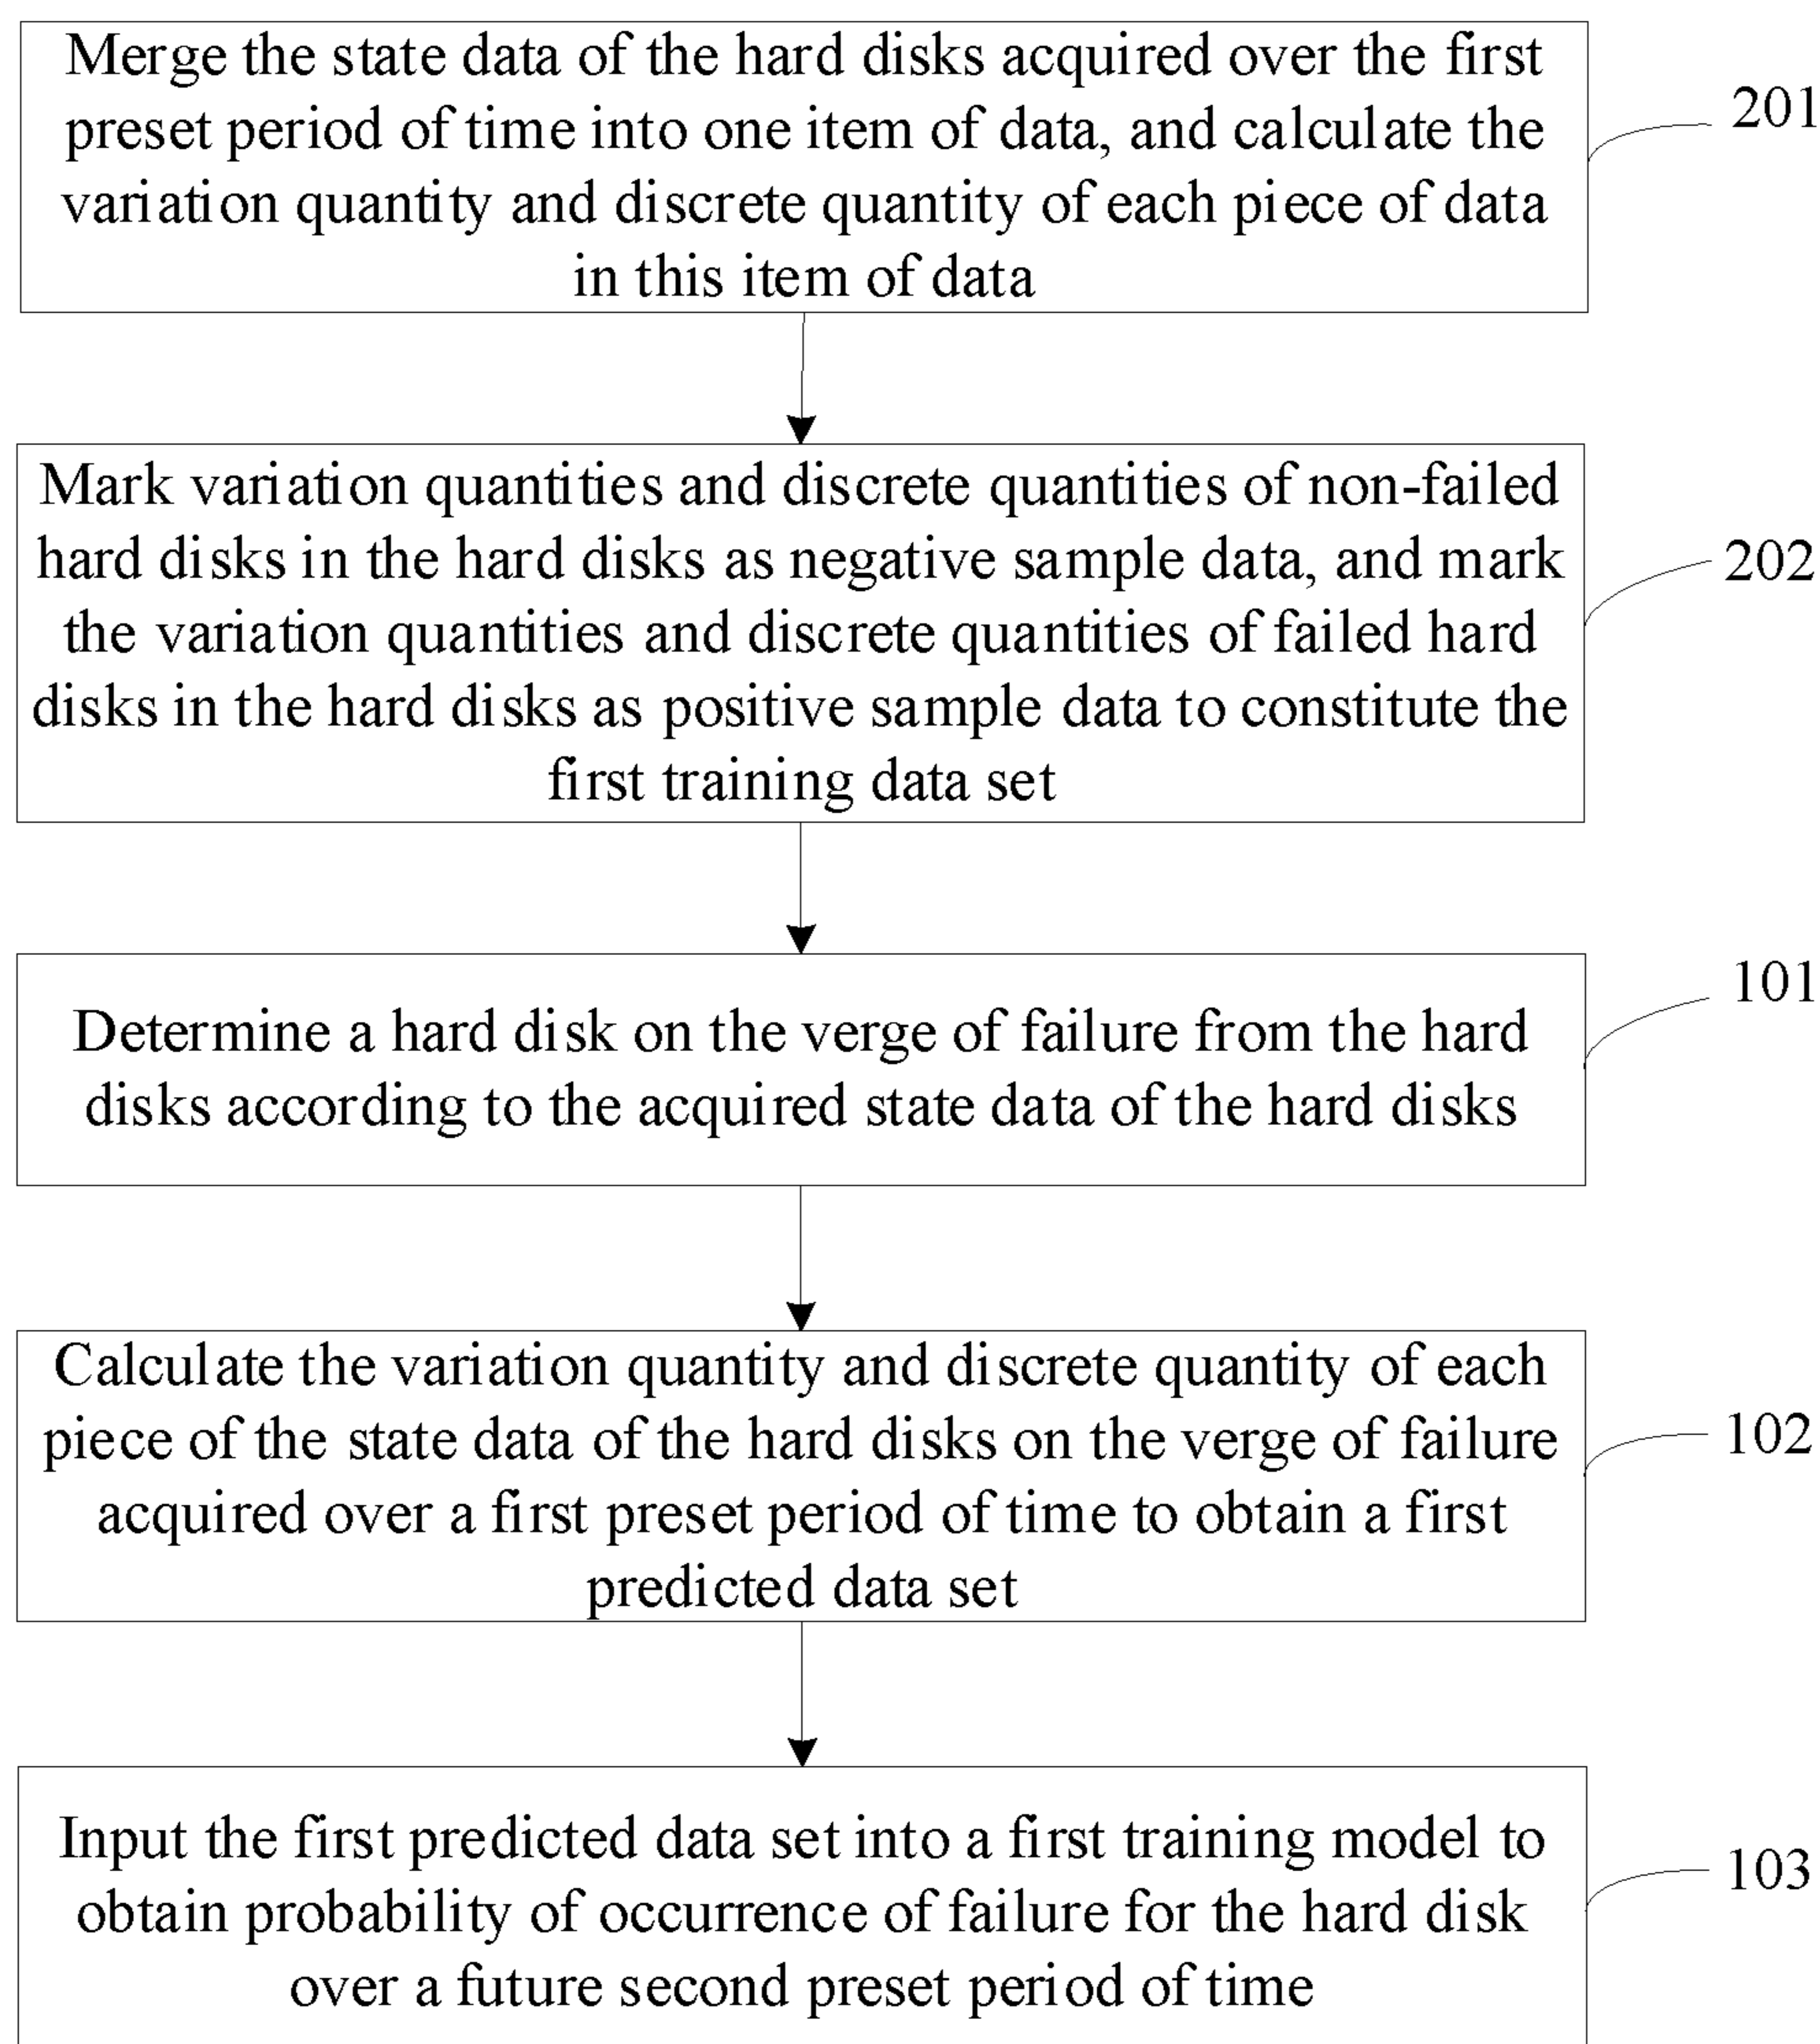 Merge the state data of the hard disks acquired over the first
preset period of time into one item of data, and calculate the
variation quantity and discrete quantity of each piece of data
in this item of data
201
Mark variation quantities and discrete quantities of non-failed
hard disks in the hard disks as negative sample data, and mark
the variation quantities and discrete quantities of failed hard
disks in the hard disks as positive sample data to constitute the
first training data set
202
Determine a hard disk on the verge of failure from the hard
disks according to the acquired state data of the hard disks
101
Calculate the variation quantity and discrete quantity of each
piece of the state data of the hard disks on the verge of failure
acquired over a first preset period of time to obtain a first
predicted data set
102
Input the first predicted data set into a first training model to
obtain probability of occurrence of failure for the hard disk
over a future second preset period of time
103